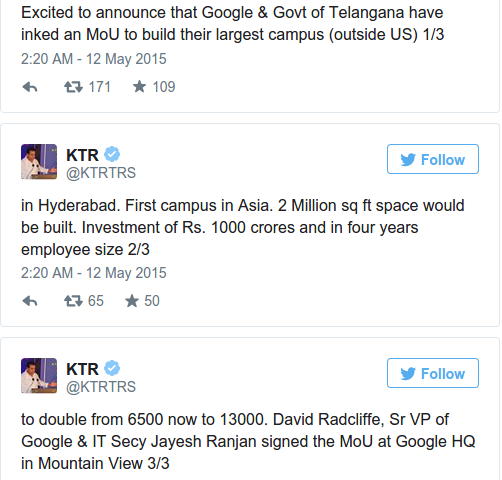 Excited to announce that Google & Govt of Telangana have
inked an MoU to build their largest campus (outside US) 1/3
2:20 AM - 12 May 2015
171 109
KTR Follow
@KTRTRS
in Hyderabad. First campus in Asia. 2 Million sq ft space would
be built. Investment of Rs. 1000 crores and in four years
employee size 2/3
2:20 AM - 12 May 2015
65 50
KTR Follow
@KTRTRS
to double from 6500 now to 13000. David Radcliffe, Sr VP of
Google & IT Secy Jayesh Ranjan signed the MoU at Google HQ
in Mountain View 3/3